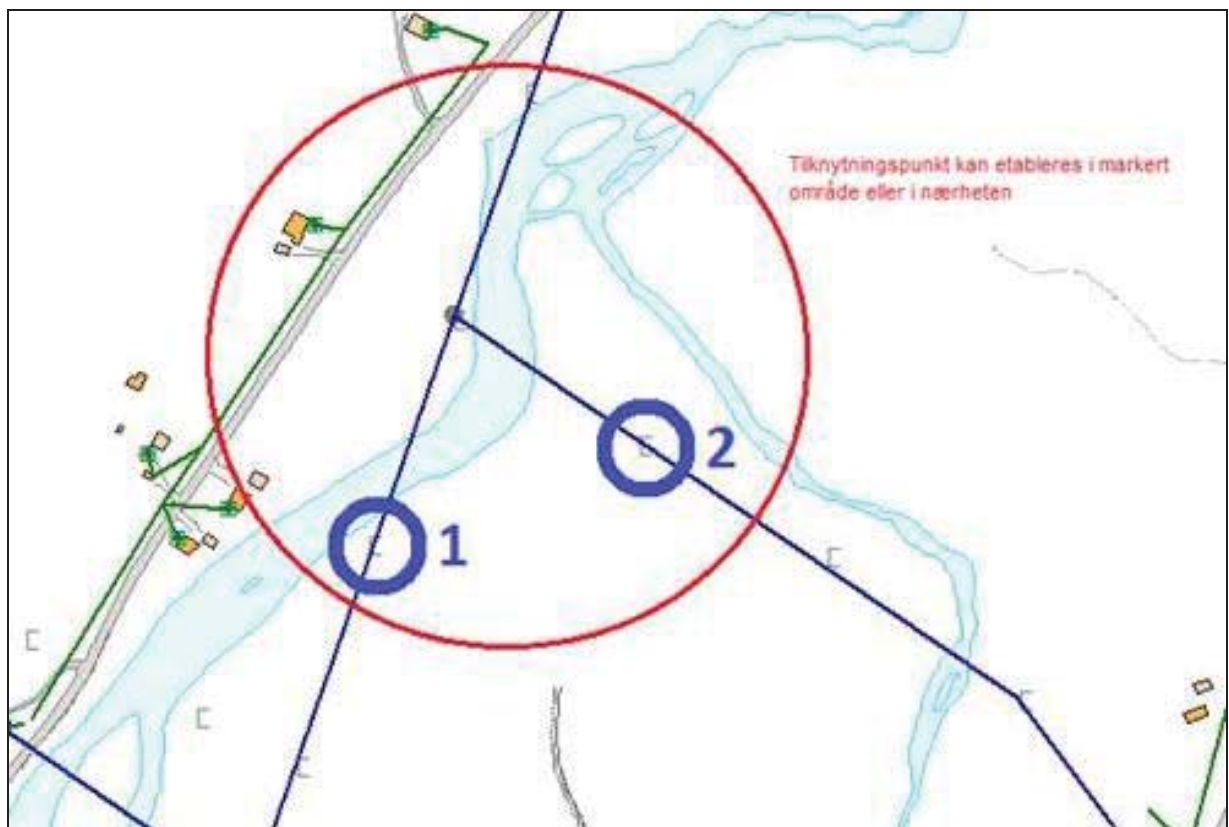 Tilknytningspunkt kan etableres i markert
område eller i nærheten
2
1